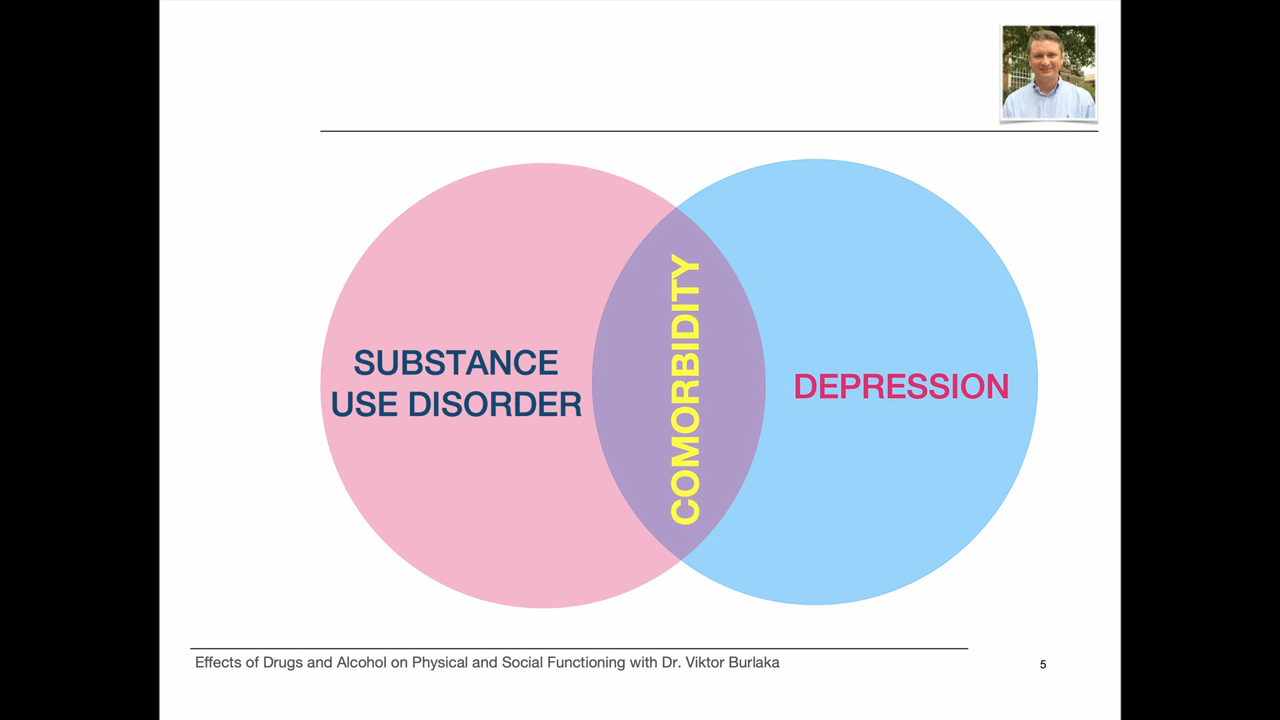 SUBSTANCE
USE DISORDER
COMORBIDITY
DEPRESSION
Effects of Drugs and Alcohol on Physical and Social Functioning with Dr. Viktor Burlaka
5